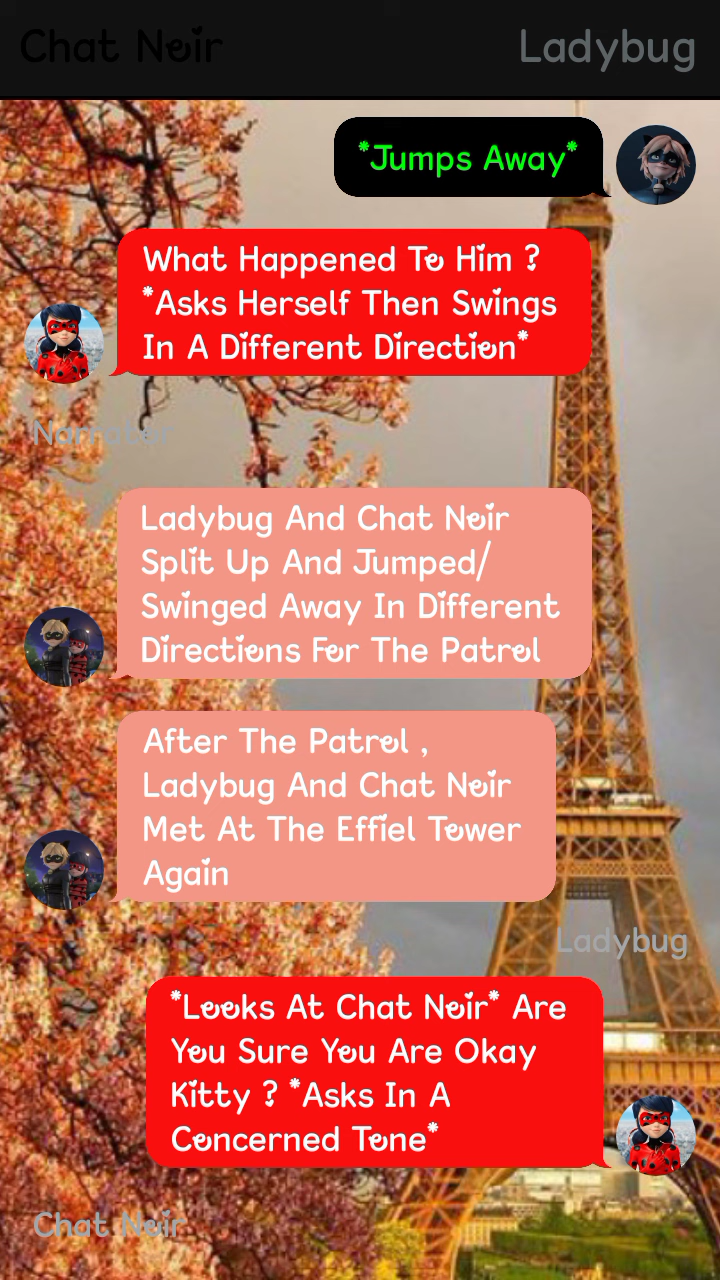 Chat Noir Ladybug
*Jumps Away*
What Happened To Him ?
*Asks Herself Then Swings
In A Different Direction*
Narrator
Ladybug And Chat Noir
Split Up And Jumped/
Swinged Away In Different
Directions For The Patrol
After The Patrol ,
Ladybug And Chat Noir
Met At The Effiel Tower
Again
Ladybug
*Looks At Chat Noir* Are
You Sure You Are Okay
Kitty ? *Asks In A
Concerned Tone*
Chat Noir